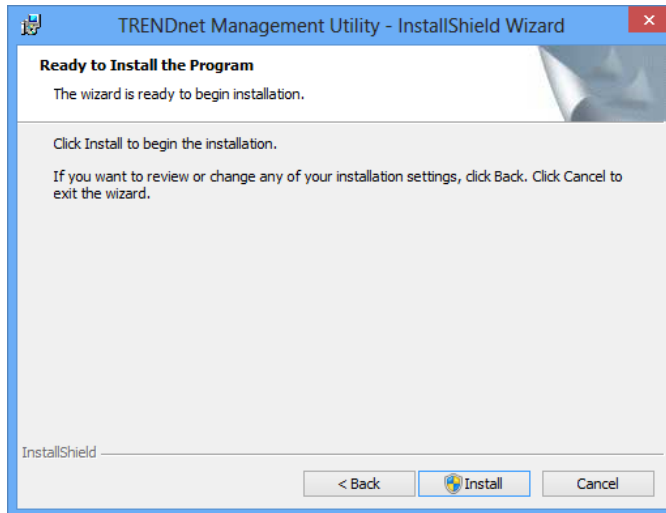 TRENDnet Management Utility - InstallShield Wizard
Ready to Install the Program
The wizard is ready to begin installation.
Click Install to begin the installation.
If you want to review or change any of your installation settings, click Back. Click Cancel to
exit the wizard.
InstallShield
< Back
Install
Cancel